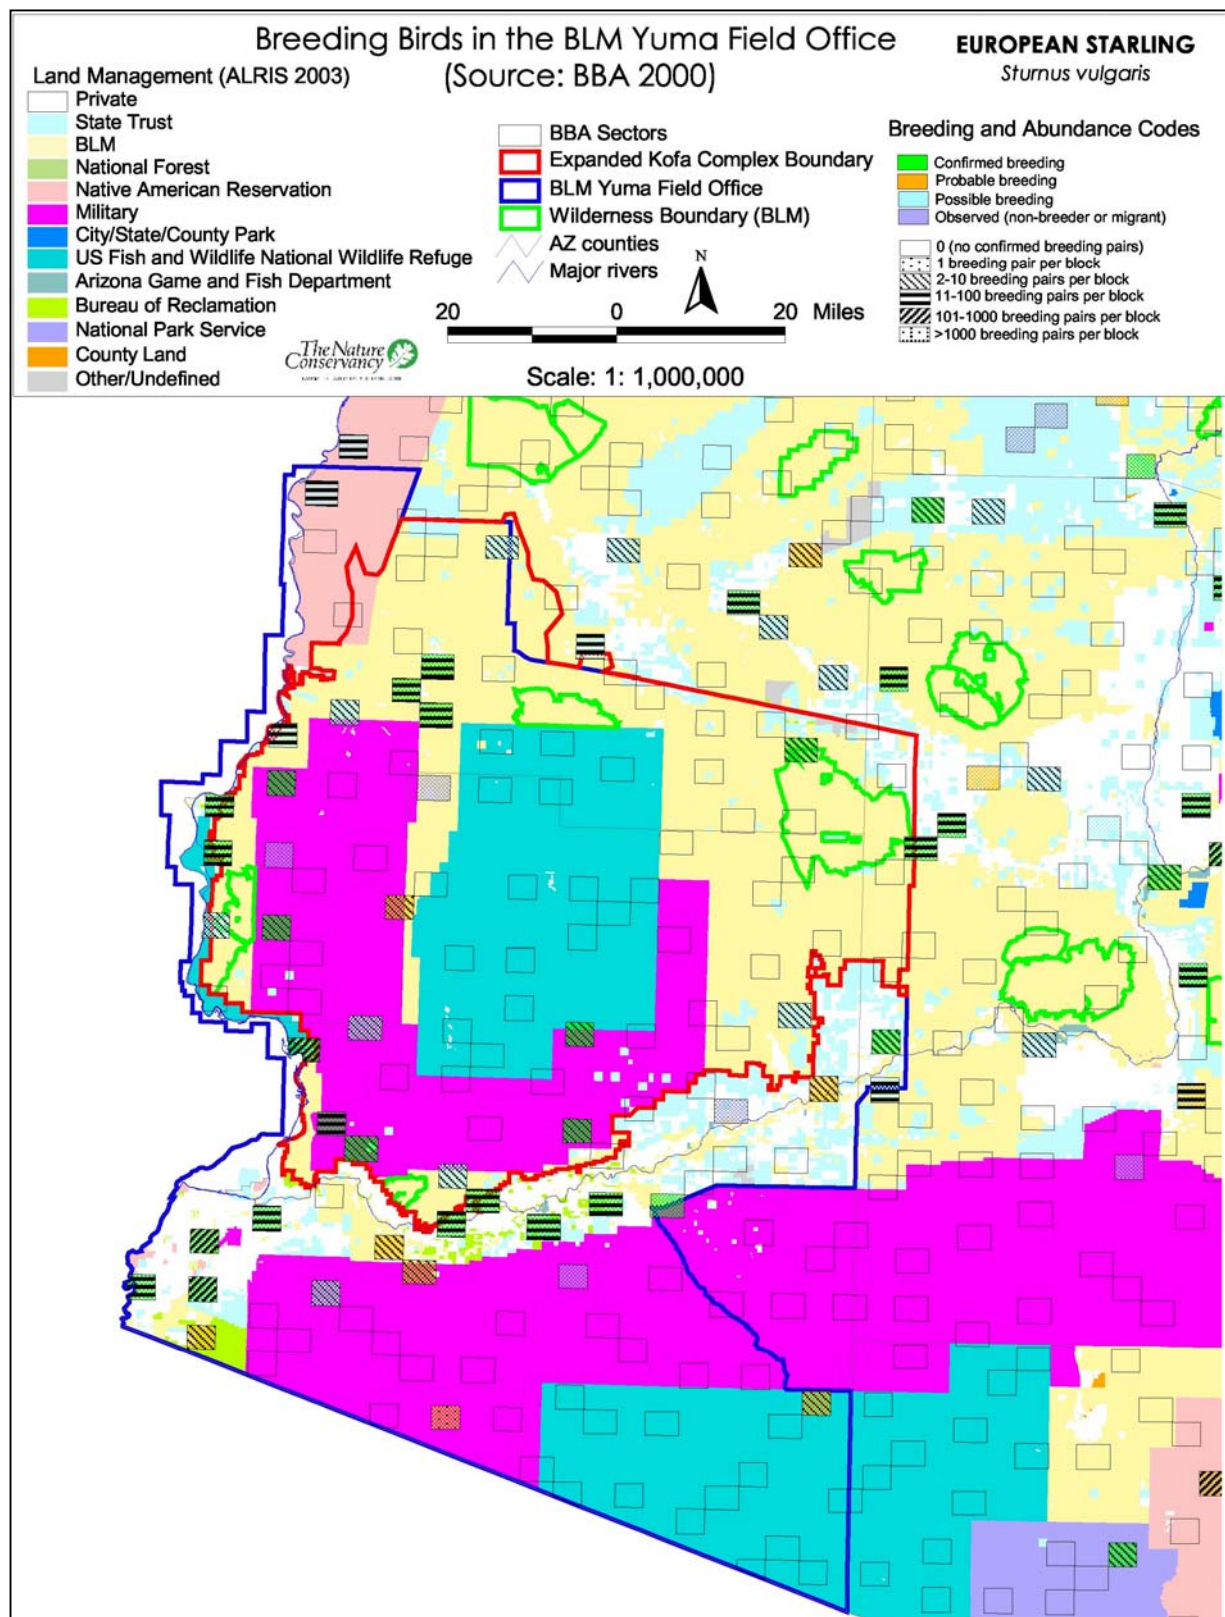 Breeding Birds in the BLM Yuma Field Office
(Source: BBA 2000)
EUROPEAN STARLING
Sturnus vulgaris
Land Management (ALRIS 2003)
Private
State Trust
BLM
National Forest
Native American Reservation
Military
City/State/County Park
US Fish and Wildlife National Wildlife Refuge
Arizona Game and Fish Department
Bureau of Reclamation
National Park Service
County Land
Other/Undefined
BBA Sectors
Expanded Kofa Complex Boundary
BLM Yuma Field Office
Wilderness Boundary (BLM)
AZ counties
Major rivers
N
20 0 20 Miles
The Nature
Conservancy
Scale: 1: 1,000,000
Breeding and Abundance Codes
Confirmed breeding
Probable breeding
Possible breeding
Observed (non-breeder or migrant)
0 (no confirmed breeding pairs)
1 breeding pair per block
2-10 breeding pairs per block
11-100 breeding pairs per block
101-1000 breeding pairs per block
>1000 breeding pairs per block